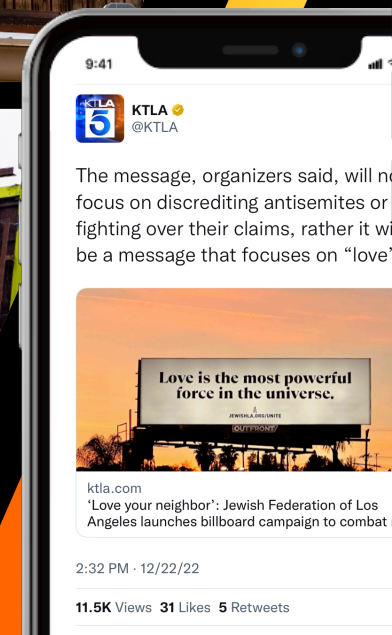 9:41
KTLA
5
KTLA
@KTLA
The message, organizers said, will no
focus on discrediting antisemites or
fighting over their claims, rather it wi
be a message that focuses on “love”
Love is the most powerful
force in the universe.
JEWISHLA.ORG/UNITE
OUTFRONT/
ktla.com
‘Love your neighbor’: Jewish Federation of Los
Angeles launches billboard campaign to combat
2:32 PM · 12/22/22
11.5K Views 31 Likes 5 Retweets